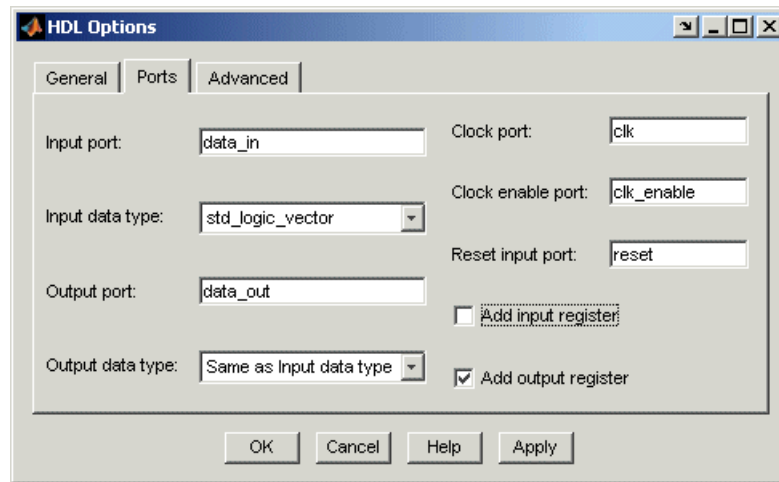 HDL Options
General Ports Advanced
Input port: data_in
Clock port: clk
Clock enable port: clk_enable
Input data type: std_logic_vector
Reset input port: reset
Output port: data_out
Add input register
Output data type: Same as Input data type
Add output register
OK Cancel Help Apply